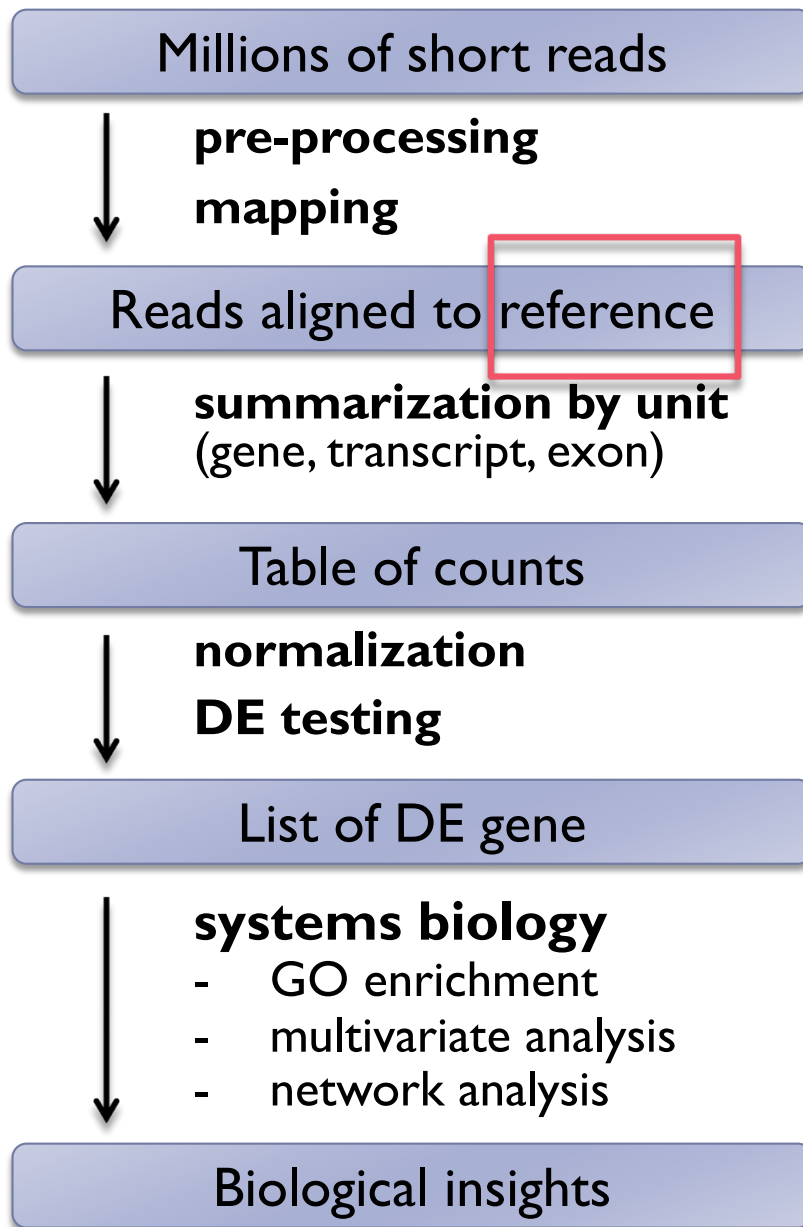 Millions of short reads
pre-processing
mapping
Reads aligned to reference
summarization by unit
(gene, transcript, exon)
Table of counts
normalization
DE testing
List of DE gene
systems biology
- GO enrichment
- multivariate analysis
- network analysis
Biological insights